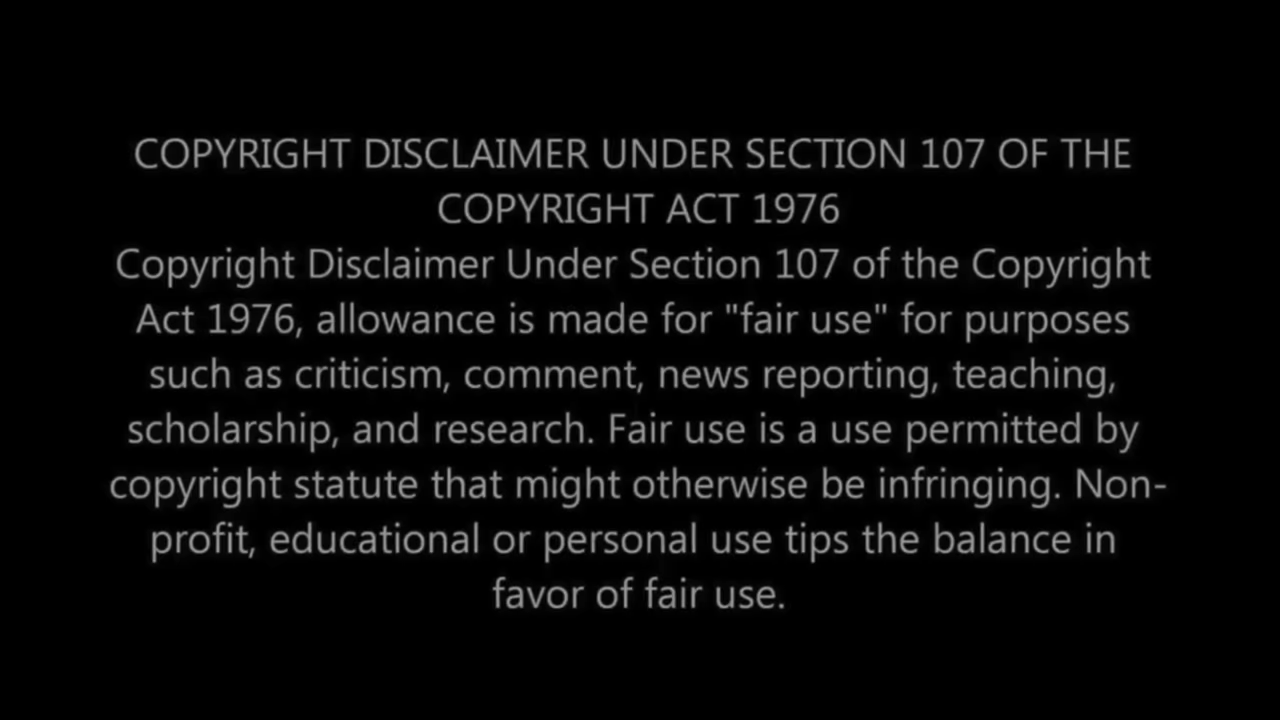 COPYRIGHT DISCLAIMER UNDER SECTION 107 OF THE
COPYRIGHT ACT 1976
Copyright Disclaimer Under Section 107 of the Copyright
Act 1976, allowance is made for "fair use" for purposes
such as criticism, comment, news reporting, teaching,
scholarship, and research. Fair use is a use permitted by
copyright statute that might otherwise be infringing. Non-
profit, educational or personal use tips the balance in
favor of fair use.